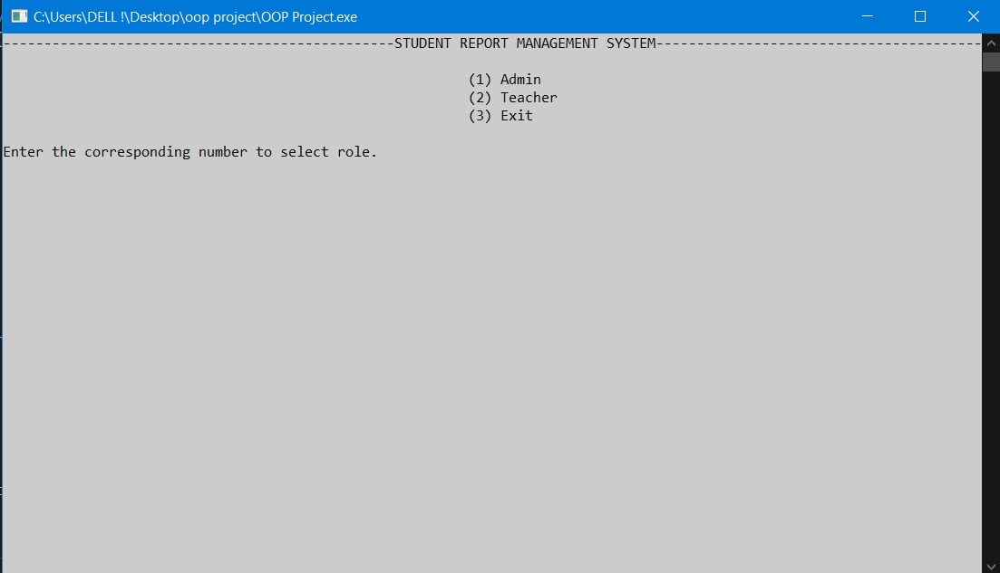 C:\Users\DELL !\Desktop\oop project\OOP Project.exe
------------------------------------------------STUDENT REPORT MANAGEMENT SYSTEM----------------------------------------
(1) Admin
(2) Teacher
(3) Exit
Enter the corresponding number to select role.